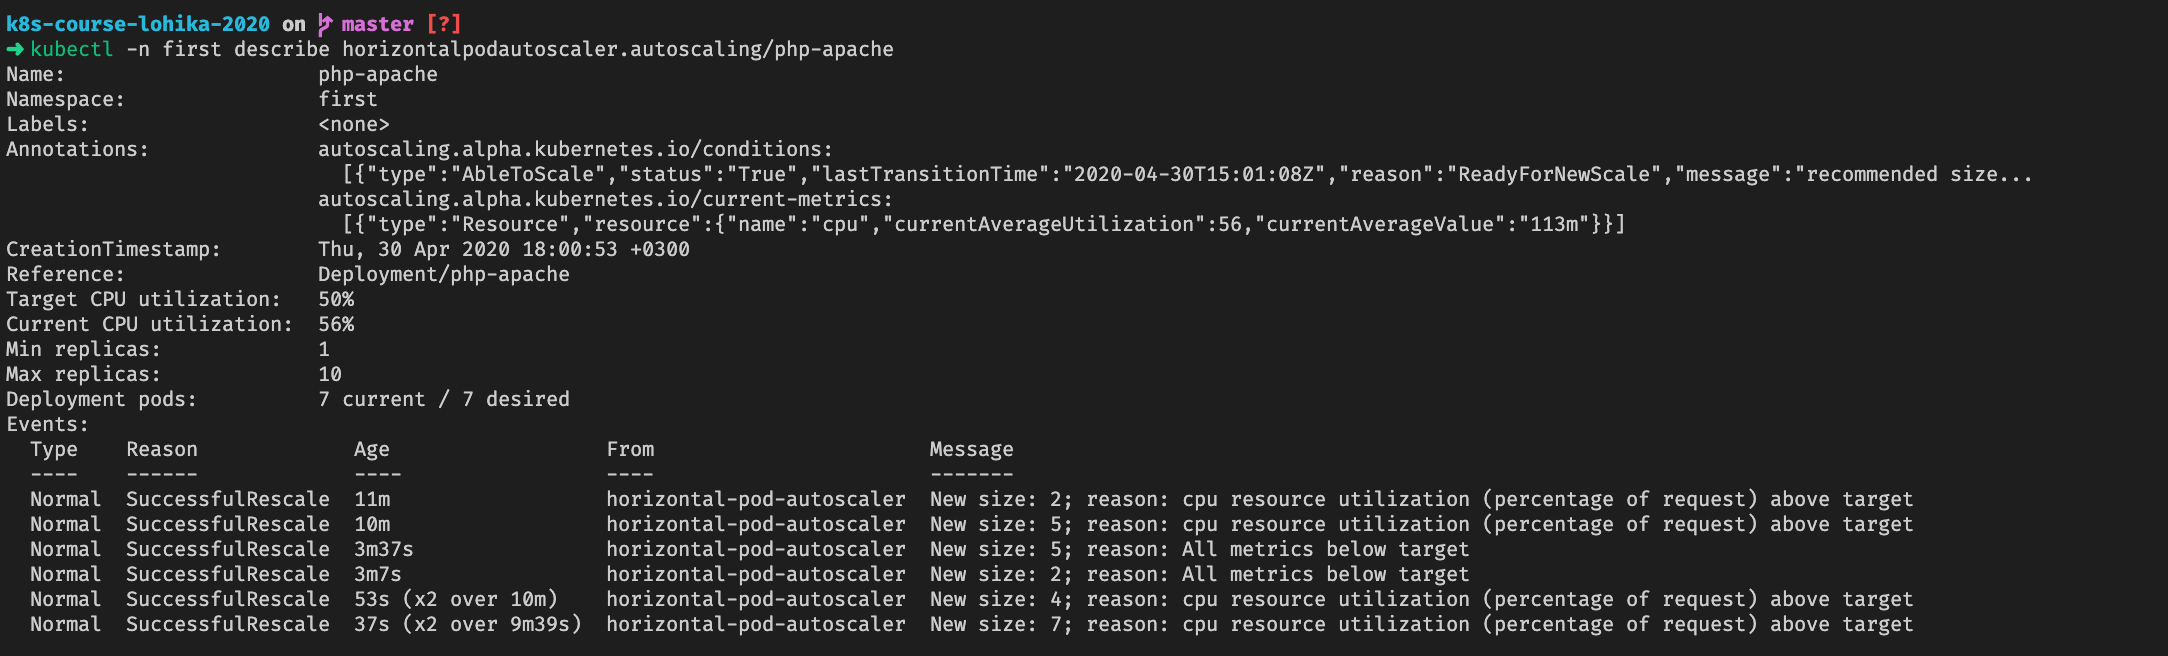 k8s-course-lohika-2020 on master [?]
➜ kubectl -n first describe horizontalpodautoscaler.autoscaling/php-apache
Name:                     php-apache
Namespace:                first
Labels:                   <none>
Annotations:              autoscaling.alpha.kubernetes.io/conditions:
                            [{"type":"AbleToScale","status":"True","lastTransitionTime":"2020-04-30T15:01:08Z","reason":"ReadyForNewScale","message":"recommended size...
                          autoscaling.alpha.kubernetes.io/current-metrics:
                            [{"type":"Resource","resource":{"name":"cpu","currentAverageUtilization":56,"currentAverageValue":"113m"}}]
CreationTimestamp:        Thu, 30 Apr 2020 18:00:53 +0300
Reference:                Deployment/php-apache
Target CPU utilization:   50%
Current CPU utilization:  56%
Min replicas:             1
Max replicas:             10
Deployment pods:          7 current / 7 desired
Events:
  Type    Reason             Age                  From                       Message
  ----    ------             ----                 ----                       -------
  Normal  SuccessfulRescale  11m                  horizontal-pod-autoscaler  New size: 2; reason: cpu resource utilization (percentage of request) above target
  Normal  SuccessfulRescale  10m                  horizontal-pod-autoscaler  New size: 5; reason: cpu resource utilization (percentage of request) above target
  Normal  SuccessfulRescale  3m37s                horizontal-pod-autoscaler  New size: 5; reason: All metrics below target
  Normal  SuccessfulRescale  3m7s                 horizontal-pod-autoscaler  New size: 2; reason: All metrics below target
  Normal  SuccessfulRescale  53s (x2 over 10m)    horizontal-pod-autoscaler  New size: 4; reason: cpu resource utilization (percentage of request) above target
  Normal  SuccessfulRescale  37s (x2 over 9m39s)  horizontal-pod-autoscaler  New size: 7; reason: cpu resource utilization (percentage of request) above target